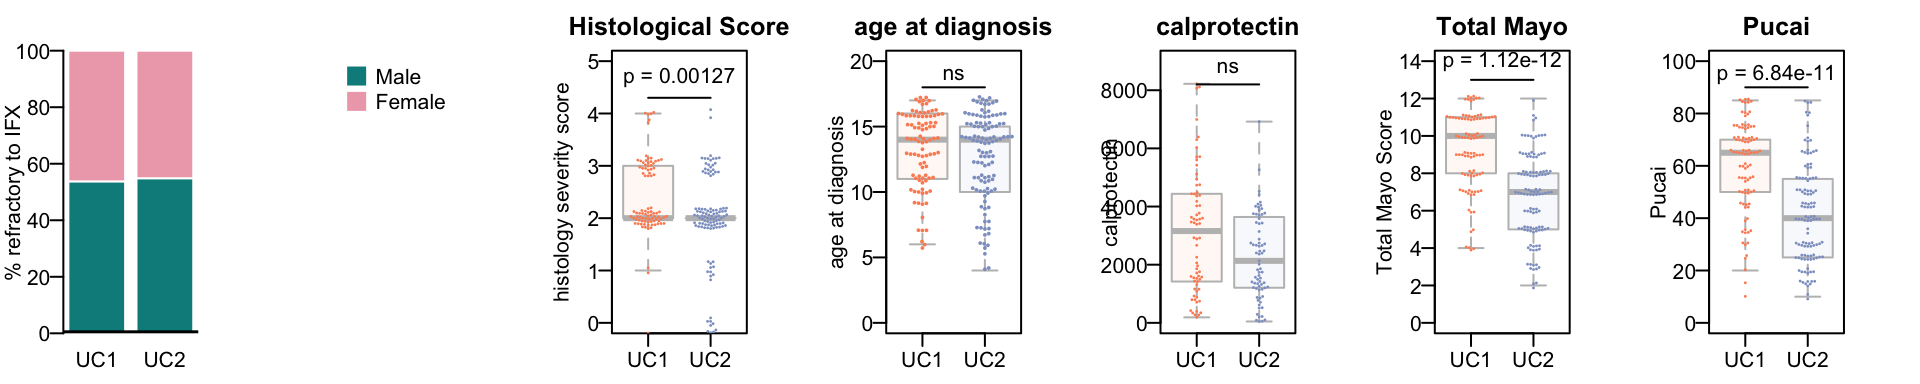 % refractory to IFX
100
80
60
40
20
0
UC1
UC2
Male
Female
Histological Score
histology severity score
5
4
3
2
1
0
p = 0.00127
UC1
UC2
age at diagnosis
age at diagnosis
20
15
10
5
0
ns
UC1
UC2
calprotectin
calprotectin
8000
6000
4000
2000
0
ns
UC1
UC2
Total Mayo
Total Mayo Score
14
12
10
8
6
4
2
0
p = 1.12e-12
UC1
UC2
Pucai
Pucai
100
80
60
40
20
0
p = 6.84e-11
UC1
UC2